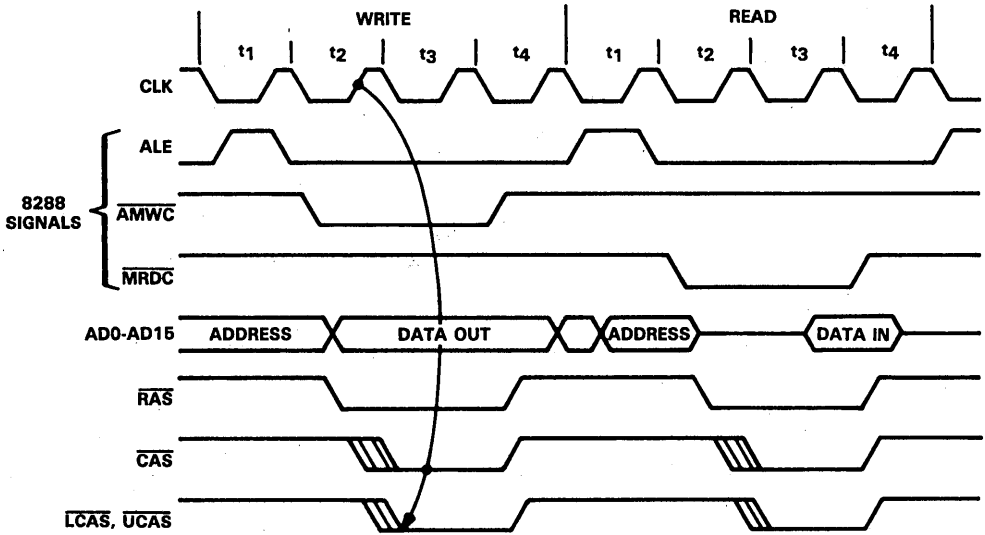 WRITE READ
t1 t2 t3 t4 t1 t2 t3 t4
CLK
ALE
8288
SIGNALS
AMWC
MRDC
AD0-AD15 ADDRESS DATA OUT ADDRESS DATA IN
RAS
CAS
LCAS, UCAS